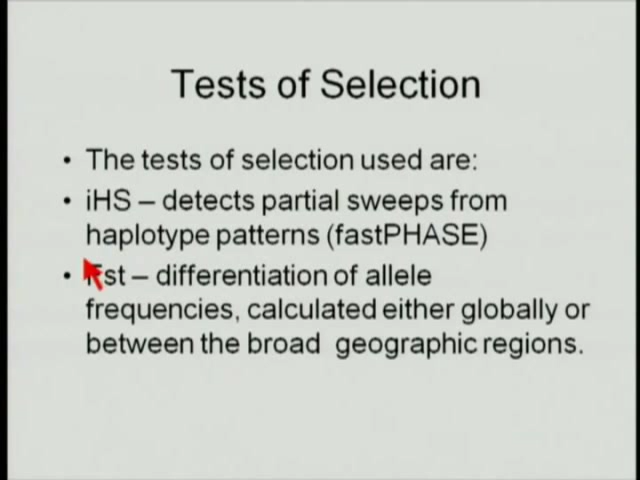 Tests of Selection
• The tests of selection used are:
• iHS – detects partial sweeps from
haplotype patterns (fastPHASE)
• Fst – differentiation of allele
frequencies, calculated either globally or
between the broad geographic regions.